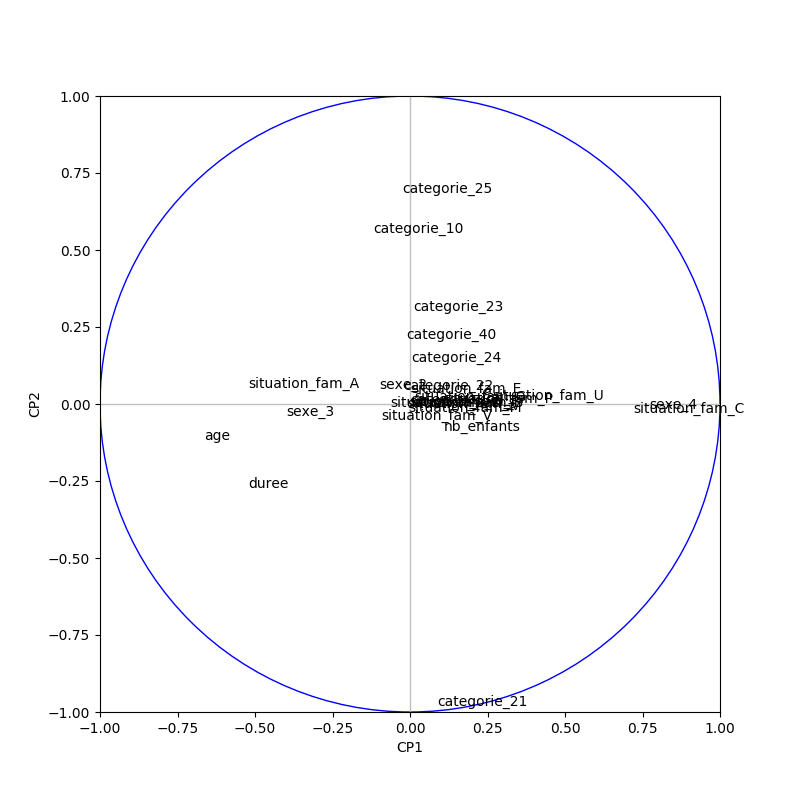 1.00
categorie_25
0.75
categorie_10
0.50
categorie_23
0.25
categorie_40
categorie_24
situation_fam_A
sexe_2
categorie_22
situation_fam_E
situation_fam_U
0.00
sexe_4
situation_fam_C
sexe_3
situation_fam_M
situation_fam_V
nb_enfants
age
−0.25
duree
−0.50
−0.75
categorie_21
−1.00
−1.00 −0.75 −0.50 −0.25 0.00 0.25 0.50 0.75 1.00
CP1
CP2